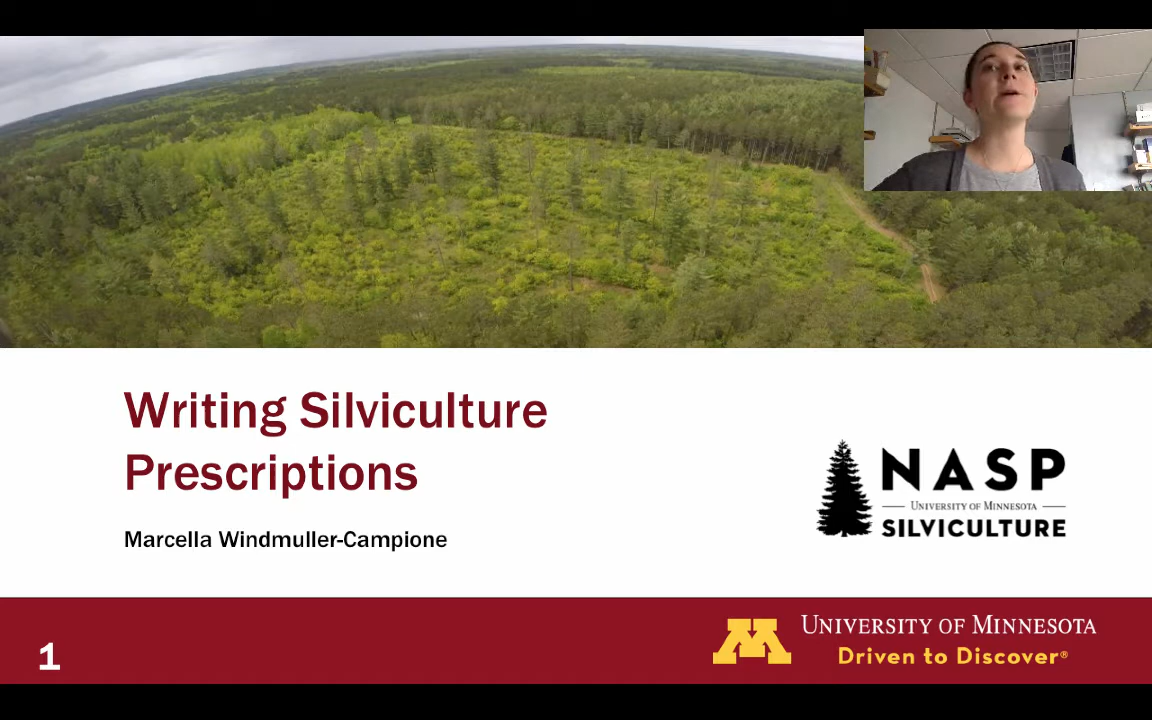 Writing Silviculture
Prescriptions
Marcella Windmuller-Campione
NASP
UNIVERSITY OF MINNESOTA
SILVICULTURE
1
M
UNIVERSITY OF MINNESOTA
Driven to Discover®